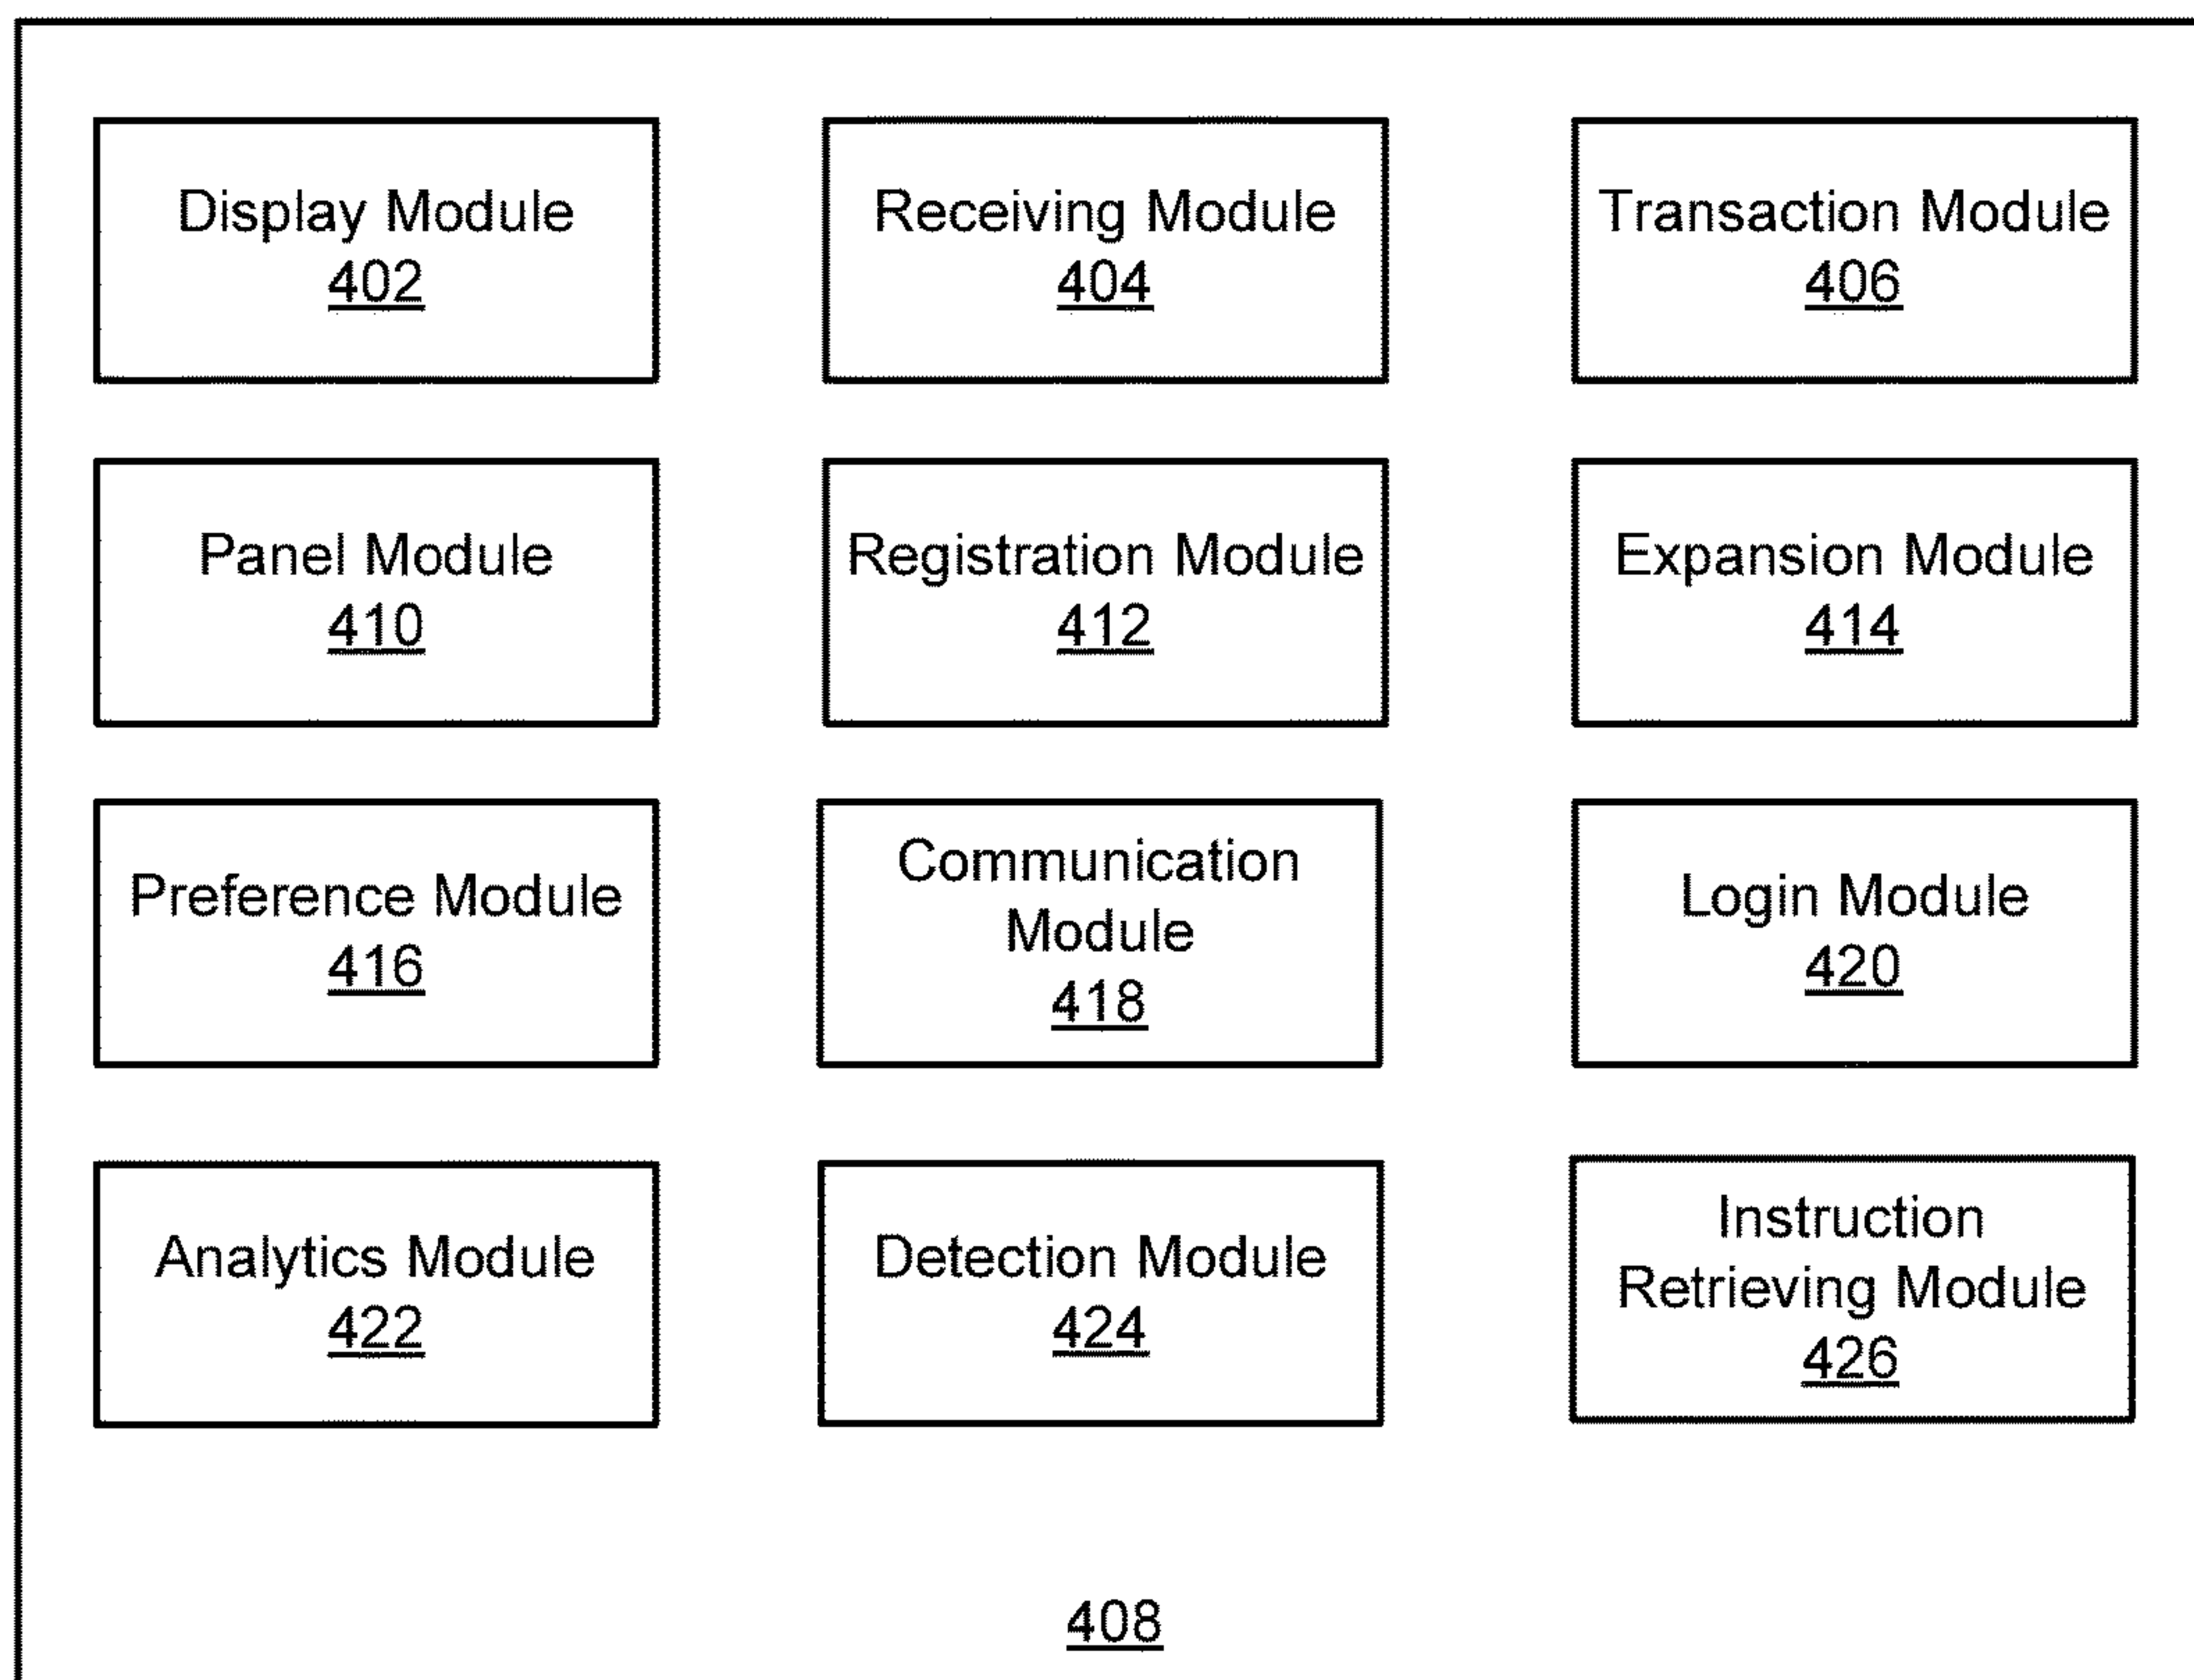 Display Module
402
Receiving Module
404
Transaction Module
406
Panel Module
410
Registration Module
412
Expansion Module
414
Preference Module
416
Communication
Module
418
Login Module
420
Analytics Module
422
Detection Module
424
Instruction
Retrieving Module
426
408